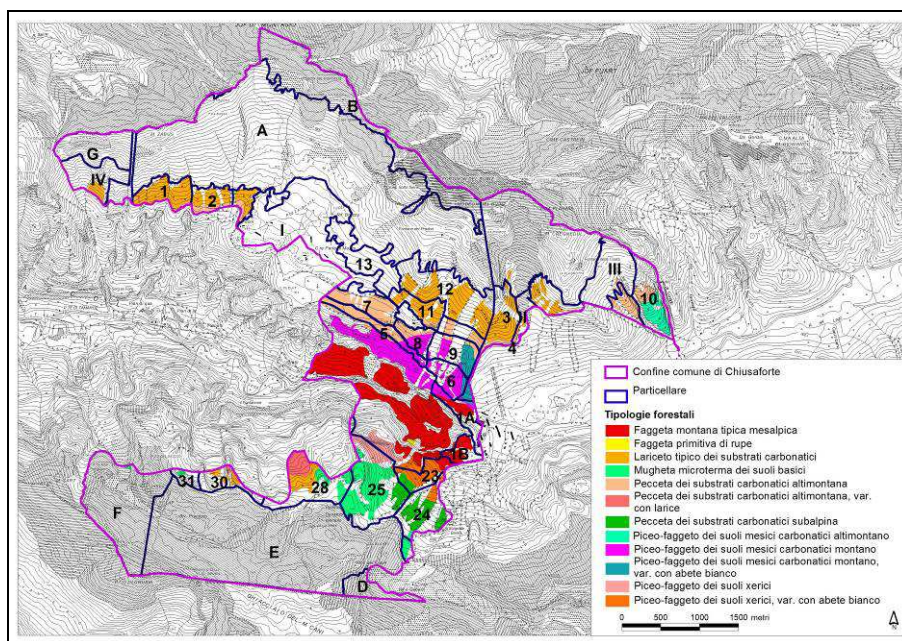 B
A
G
IV
1
2
I
13
III
12
10
11
7
3
II
5
8
4
9
6
1A
1B
23
31
30
28
25
24
F
E
D
Confine comune di Chiusaforte
Particellare
Tipologie forestali
Faggeta montana tipica mesalpica
Faggeta primitiva di rupe
Lariceto tipico dei substrati carbonatici
Mugheta microterma dei suoli basici
Pecceta dei substrati carbonatici altimontana
Pecceta dei substrati carbonatici altimontana, var.
con larice
Pecceta dei substrati carbonatici subalpina
Piceo-faggeto dei suoli mesici carbonatici altimontano
Piceo-faggeto dei suoli mesici carbonatici montano
Piceo-faggeto dei suoli mesici carbonatici montano,
var. con abete bianco
Piceo-faggeto dei suoli xerici
Piceo-faggeto dei suoli xerici, var. con abete bianco
0 500 1000 1500 metri
N